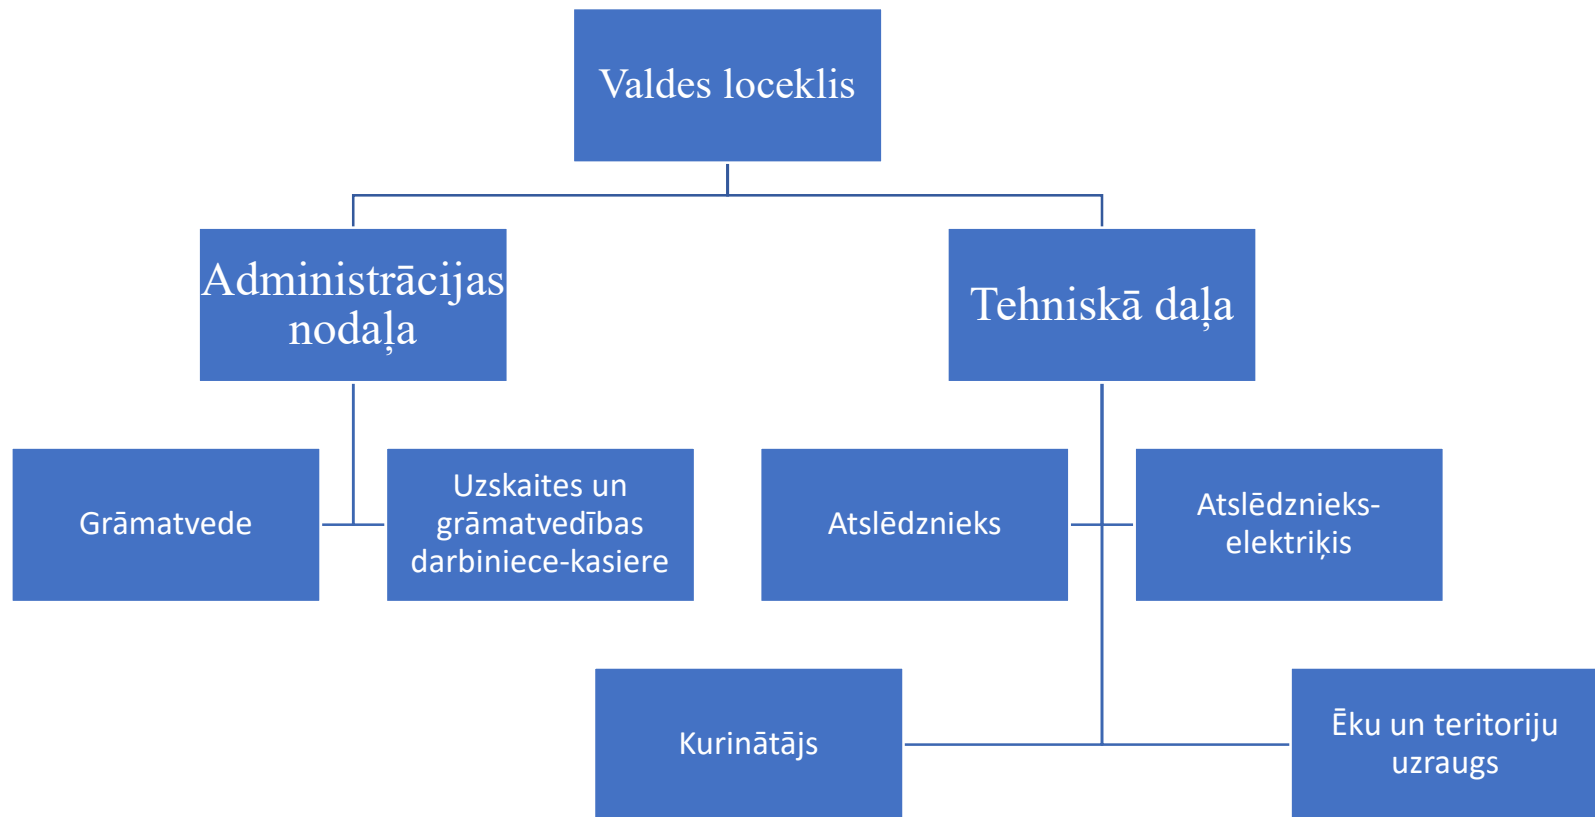 Valdes loceklis
Administrācijas
nodaļa
Tehniskā daļa
Grāmatvede
Uzskaites un
grāmatvedības
darbiniece-kasiere
Atslēdznieks
Atslēdznieks-
elektriķis
Kurinātājs
Ēku un teritoriju
uzraugs